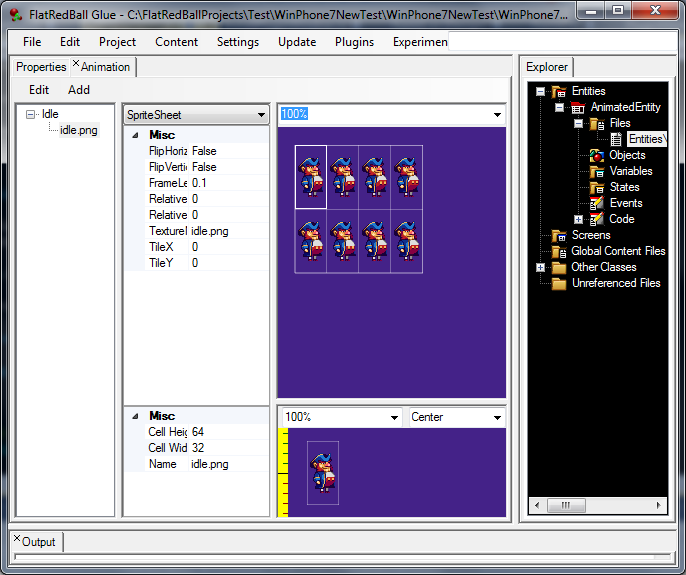 FlatRedBall Glue - C:\FlatRedBallProjects\Test\WinPhone7NewTest\WinPhone7NewTest\WinPhone7...
File Edit Project Content Settings Update Plugins Experimen
Properties Animation
Edit Add
Idle
idle.png
SpriteSheet
Misc
FlipHoriz False
FlipVertic False
FrameLe 0.1
Relative 0
Relative 0
TextureN idle.png
TileX 0
TileY 0
Misc
Cell Heig 64
Cell Wid 32
Name idle.png
100%
100% Center
Explorer
Entities
AnimatedEntity
Files
Entities\
Objects
Variables
States
Events
Code
Screens
Global Content Files
Other Classes
Unreferenced Files
Output